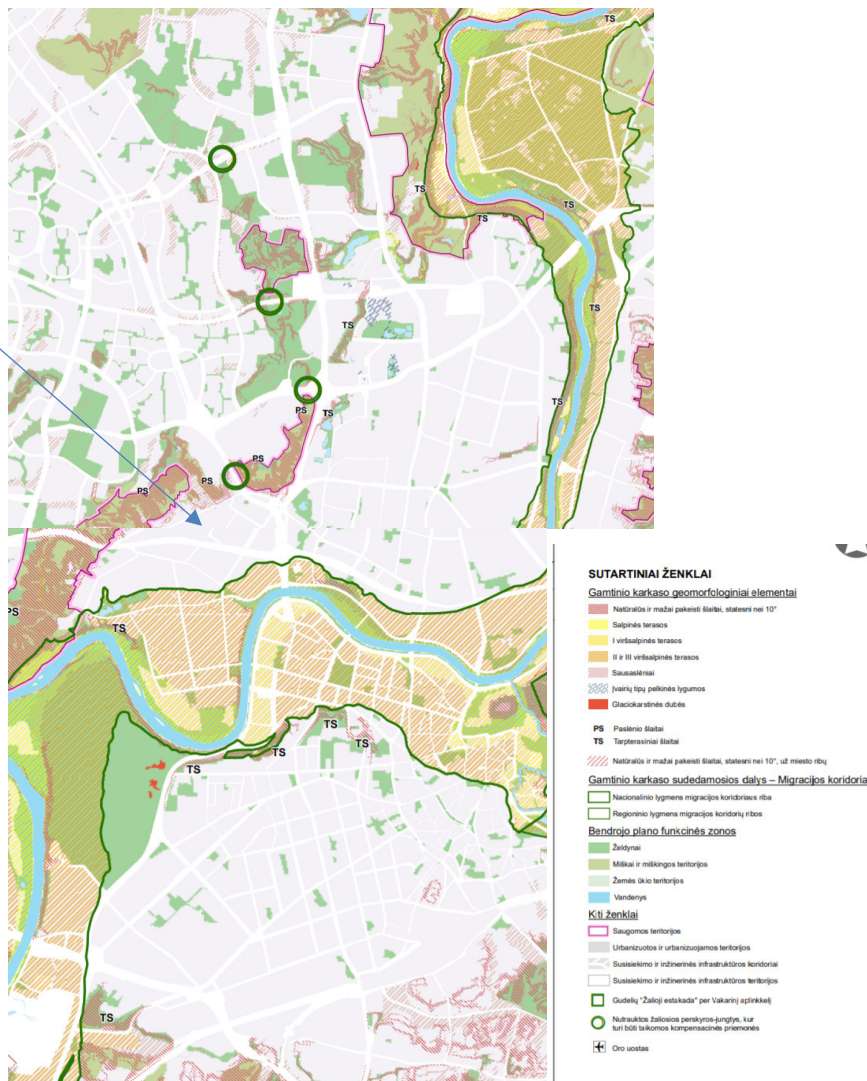 TS
TS
TS
TS
TS
TS
PS
TS
TS
PS
PS
PS
PS
TS
TS
TS
TS
TS
TS
SUTARTINIAI ŽENKLAI
Gamtinio karkaso geomorfologiniai elementai
Natūralūs ir mažai pakeisti šlaitai, statesni nei 10°
Salpinės terasos
I viršsalpinės terasos
II ir III viršsalpinės terasos
Sausaslėniai
Įvairių tipų pelkinės lygumos
Glaciokarstinės dubės
PS Paslėnio šlaitai
TS Tarpterasiniai šlaitai
Natūralūs ir mažai pakeisti šlaitai, statesni nei 10°, už miesto ribų
Gamtinio karkaso sudedamosios dalys – Migracijos koridoria
Nacionalinio lygmens migracijos koridoriaus riba
Regioninio lygmens migracijos koridorių ribos
Bendrojo plano funkcinės zonos
Želdynai
Miškai ir miškingos teritorijos
Žemės ūkio teritorijos
Vandenys
Kiti ženklai
Saugomos teritorijos
Urbanizuotos ir urbanizuojamos teritorijos
Susisiekimo ir inžinerinės infrastruktūros koridoriai
Susisiekimo ir inžinerinės infrastruktūros teritorijos
Gudelių "Žalioji estakada" per Vakarinį aplinkkelį
Nutrauktos žaliosios perskyros-jungtys, kur
turi būti taikomos kompensacinės priemonės
Oro uostas